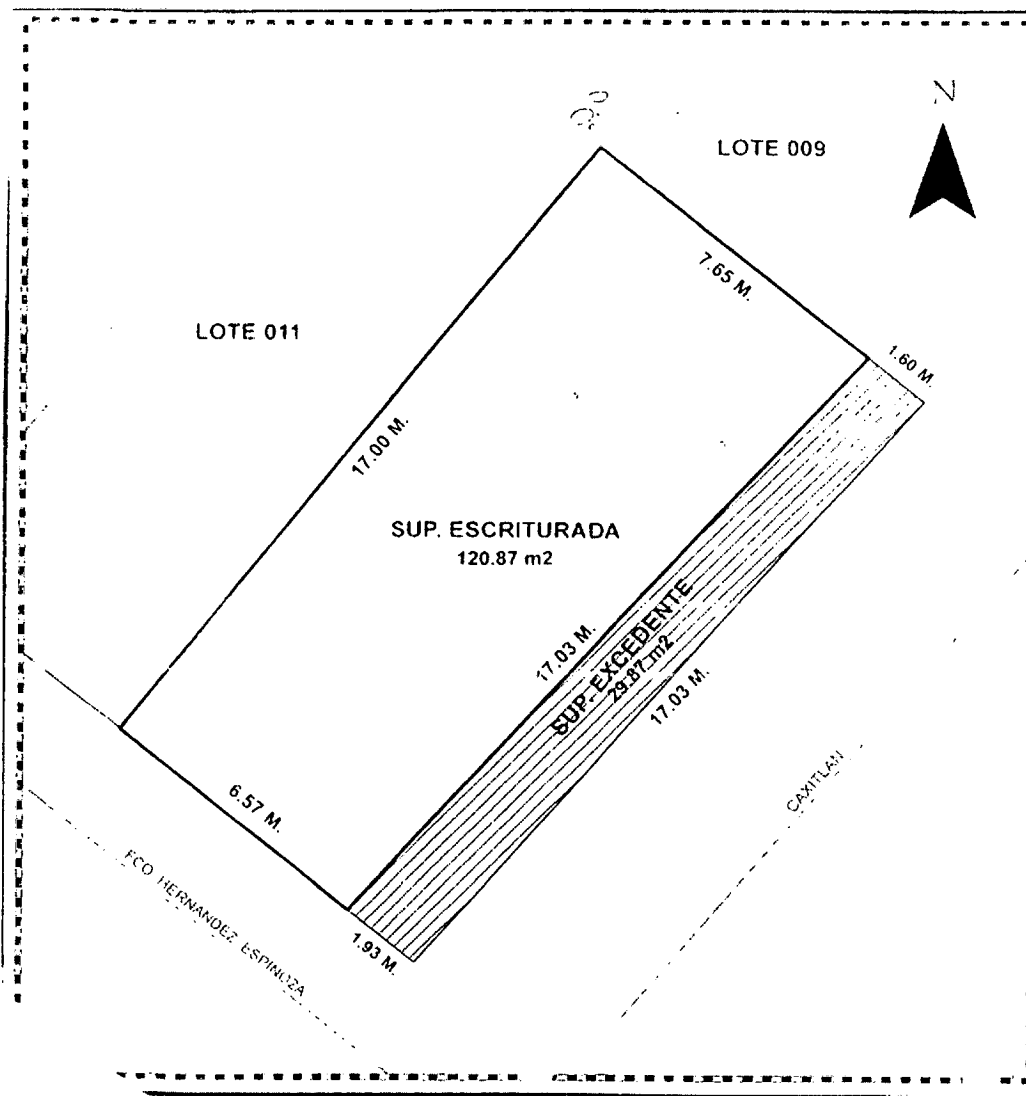 N
LOTE 009
7.65 M.
LOTE 011
1.60 M.
17.00 M.
SUP. ESCRITURADA
120.87 m2
17.03 M.
SUP. EXCEDENTE
29.87 m2
17.03 M.
CAXITLAN
6.57 M.
FCO HERNANDEZ ESPINOZA
1.93 M.